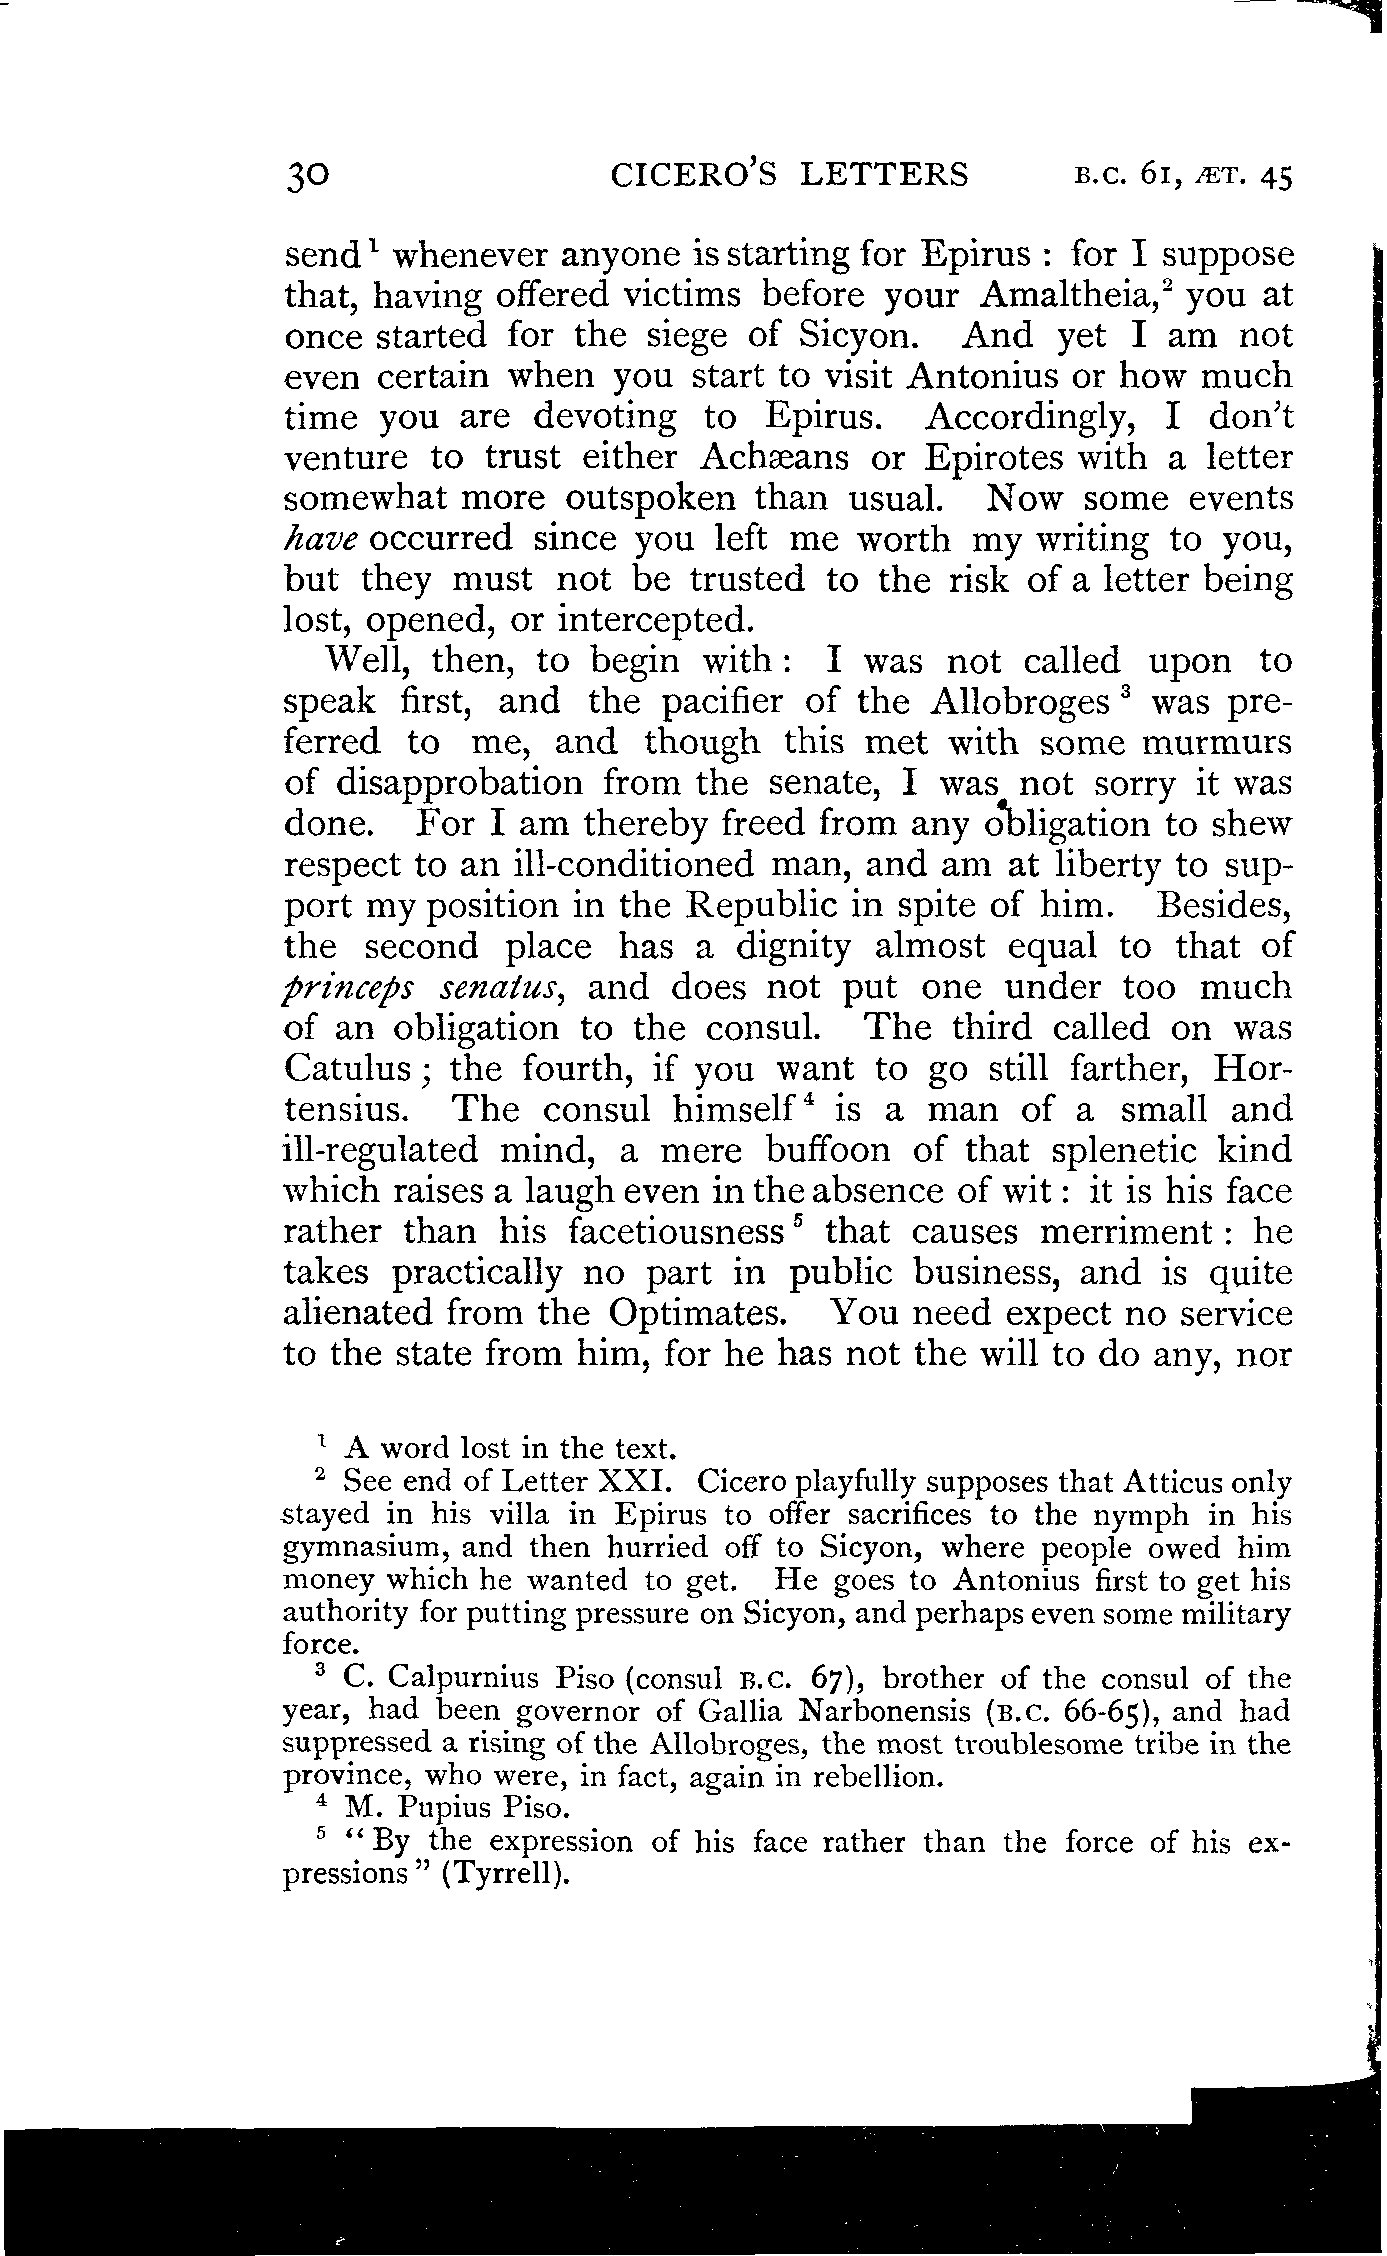 30 CICERO'S LETTERS B.C. 61, ÆT. 45
send¹ whenever anyone is starting for Epirus : for I suppose
that, having offered victims before your Amaltheia,² you at
once started for the siege of Sicyon. And yet I am not
even certain when you start to visit Antonius or how much
time you are devoting to Epirus. Accordingly, I don't
venture to trust either Achæans or Epirotes with a letter
somewhat more outspoken than usual. Now some events
have occurred since you left me worth my writing to you,
but they must not be trusted to the risk of a letter being
lost, opened, or intercepted.
Well, then, to begin with : I was not called upon to
speak first, and the pacifier of the Allobroges ³ was pre-
ferred to me, and though this met with some murmurs
of disapprobation from the senate, I was not sorry it was
done. For I am thereby freed from any obligation to shew
respect to an ill-conditioned man, and am at liberty to sup-
port my position in the Republic in spite of him. Besides,
the second place has a dignity almost equal to that of
princeps senatus, and does not put one under too much
of an obligation to the consul. The third called on was
Catulus ; the fourth, if you want to go still farther, Hor-
tensius. The consul himself⁴ is a man of a small and
ill-regulated mind, a mere buffoon of that splenetic kind
which raises a laugh even in the absence of wit : it is his face
rather than his facetiousness ⁵ that causes merriment : he
takes practically no part in public business, and is quite
alienated from the Optimates. You need expect no service
to the state from him, for he has not the will to do any, nor
¹ A word lost in the text.
² See end of Letter XXI. Cicero playfully supposes that Atticus only
stayed in his villa in Epirus to offer sacrifices to the nymph in his
gymnasium, and then hurried off to Sicyon, where people owed him
money which he wanted to get. He goes to Antonius first to get his
authority for putting pressure on Sicyon, and perhaps even some military
force.
³ C. Calpurnius Piso (consul B.C. 67), brother of the consul of the
year, had been governor of Gallia Narbonensis (B.C. 66-65), and had
suppressed a rising of the Allobroges, the most troublesome tribe in the
province, who were, in fact, again in rebellion.
⁴ M. Pupius Piso.
⁵ "By the expression of his face rather than the force of his ex-
pressions" (Tyrrell).